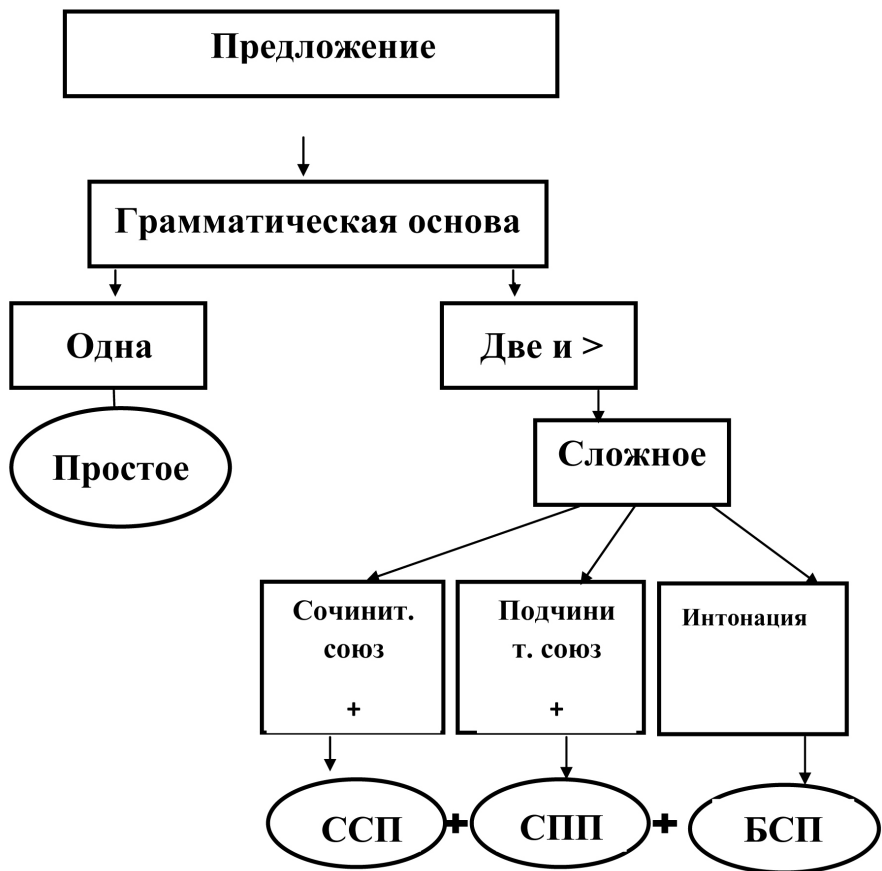 Предложение
Грамматическая основа
Одна
Две и >
Простое
Сложное
Сочинит.
союз
+
Подчини
т. союз
+
Интонация
ССП + СПП + БСП